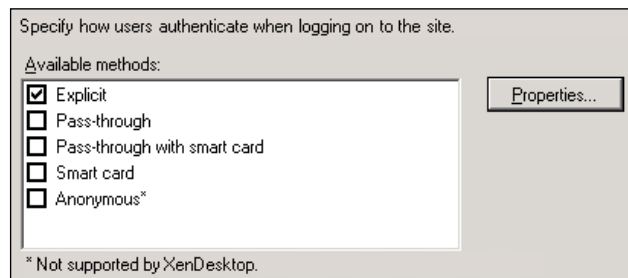 Specify how users authenticate when logging on to the site.
Available methods:
Explicit
Properties...
Pass-through
Pass-through with smart card
Smart card
Anonymous*
* Not supported by XenDesktop.